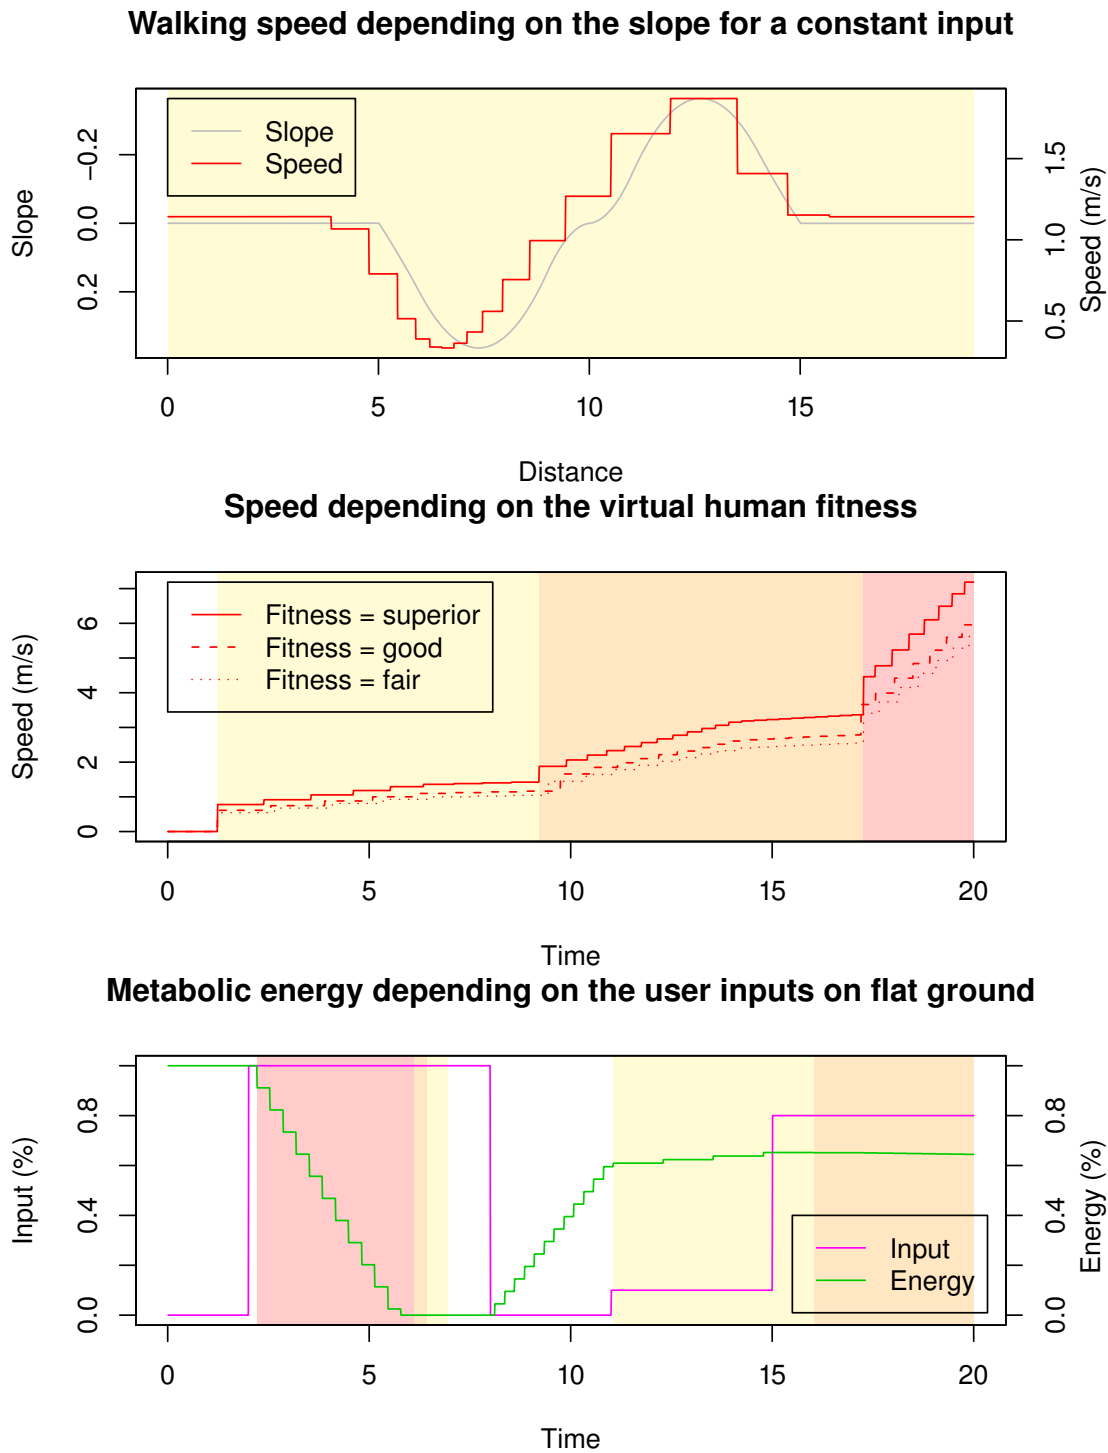 Walking speed depending on the slope for a constant input
Slope
Speed
Slope
−0.2
0.0
0.2
Speed (m/s)
1.5
1.0
0.5
0 5 10 15
Distance
Speed depending on the virtual human fitness
Fitness = superior
Fitness = good
Fitness = fair
Speed (m/s)
6
4
2
0
0 5 10 15 20
Time
Metabolic energy depending on the user inputs on flat ground
Input (%)
0.8
0.4
0.0
Energy (%)
0.8
0.4
0.0
Input
Energy
0 5 10 15 20
Time